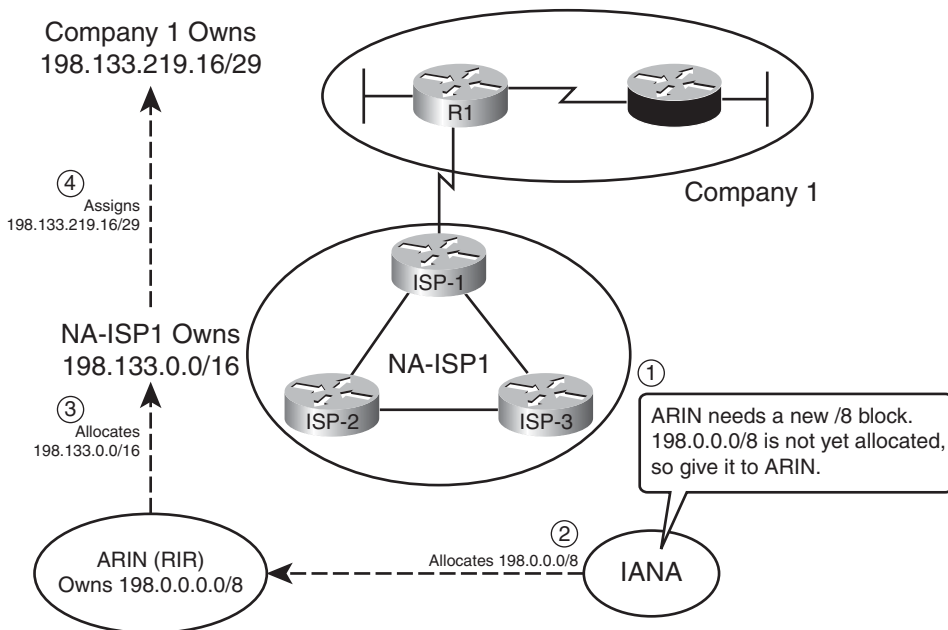 Company 1 Owns
198.133.219.16/29
R1
Company 1
④
Assigns
198.133.219.16/29
ISP-1
NA-ISP1 Owns
198.133.0.0/16
NA-ISP1
ISP-2
ISP-3
①
ARIN needs a new /8 block.
198.0.0.0/8 is not yet allocated,
so give it to ARIN.
③
Allocates
198.133.0.0/16
②
Allocates 198.0.0.0/8
ARIN (RIR)
Owns 198.0.0.0.0/8
IANA